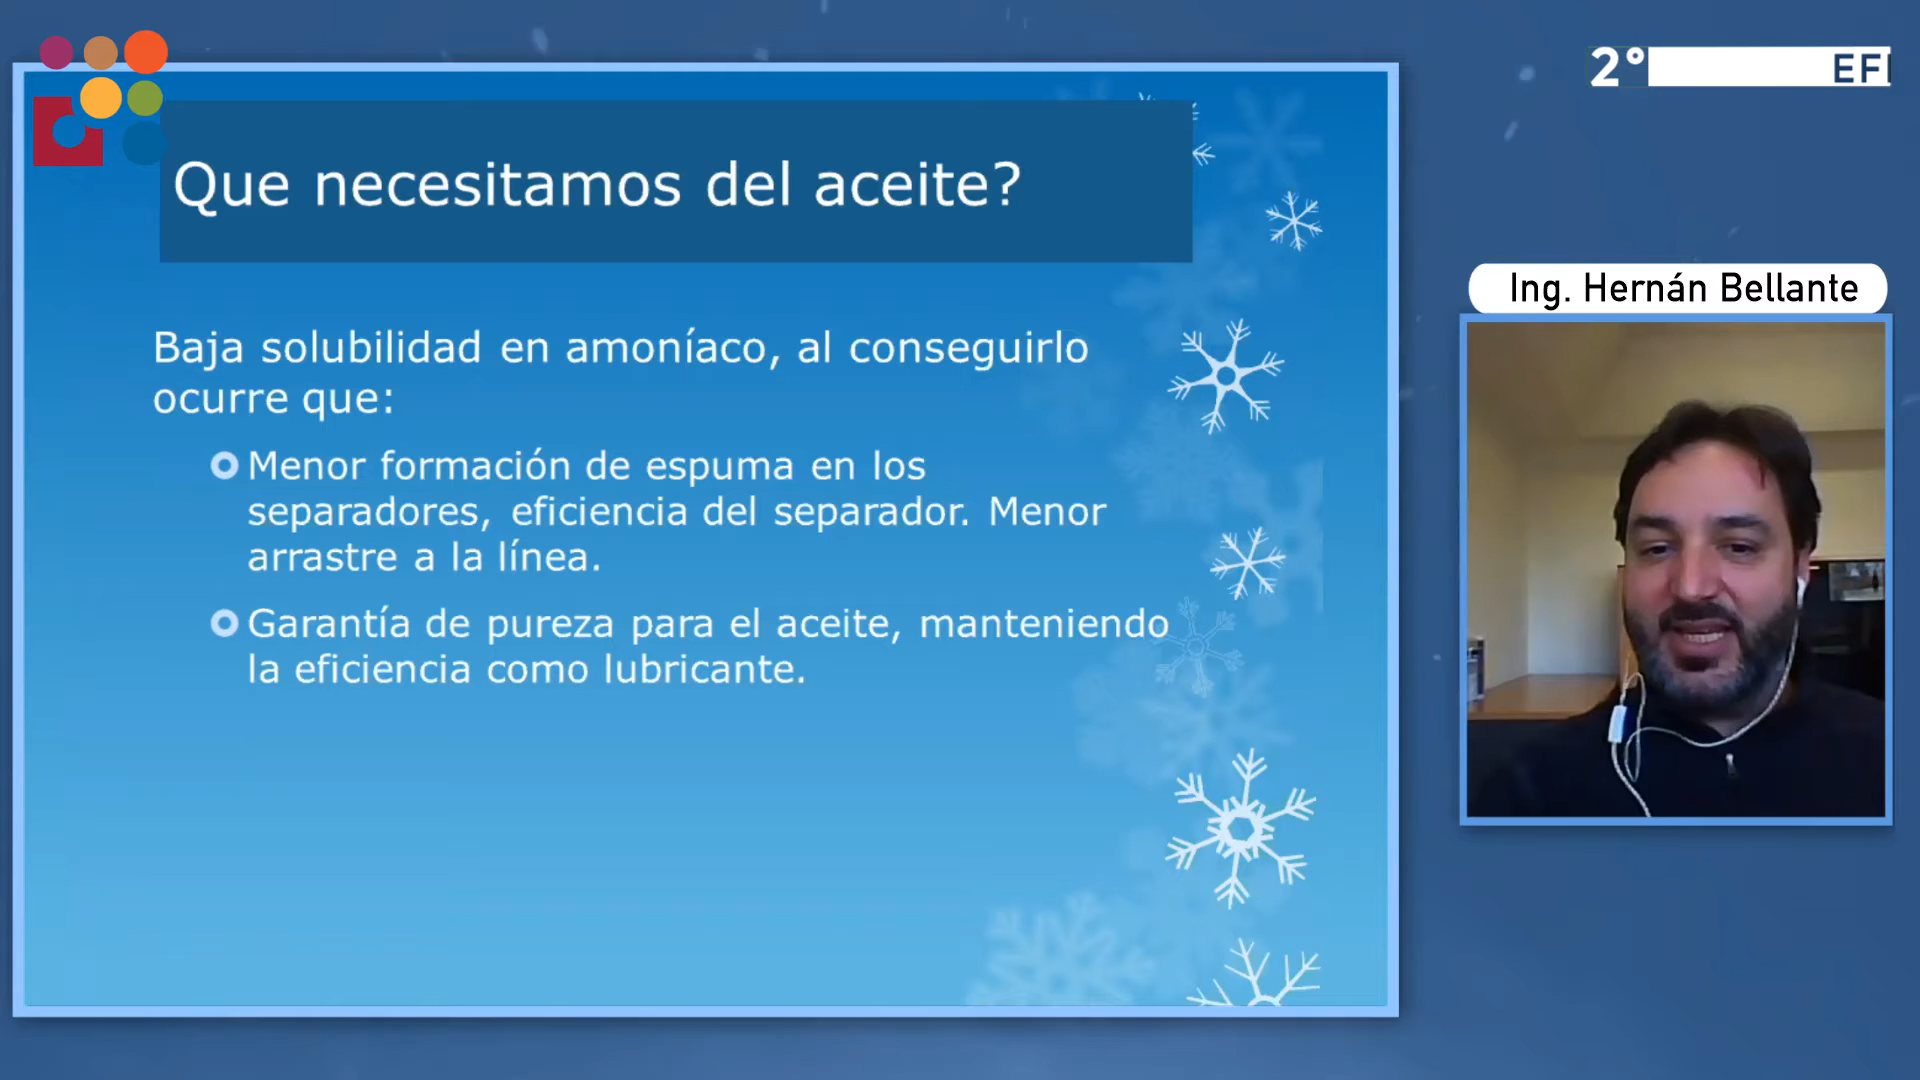 2°
EFI
Que necesitamos del aceite?
Ing. Hernán Bellante
Baja solubilidad en amoníaco, al conseguirlo
ocurre que:
Menor formación de espuma en los
separadores, eficiencia del separador. Menor
arrastre a la línea.
Garantía de pureza para el aceite, manteniendo
la eficiencia como lubricante.